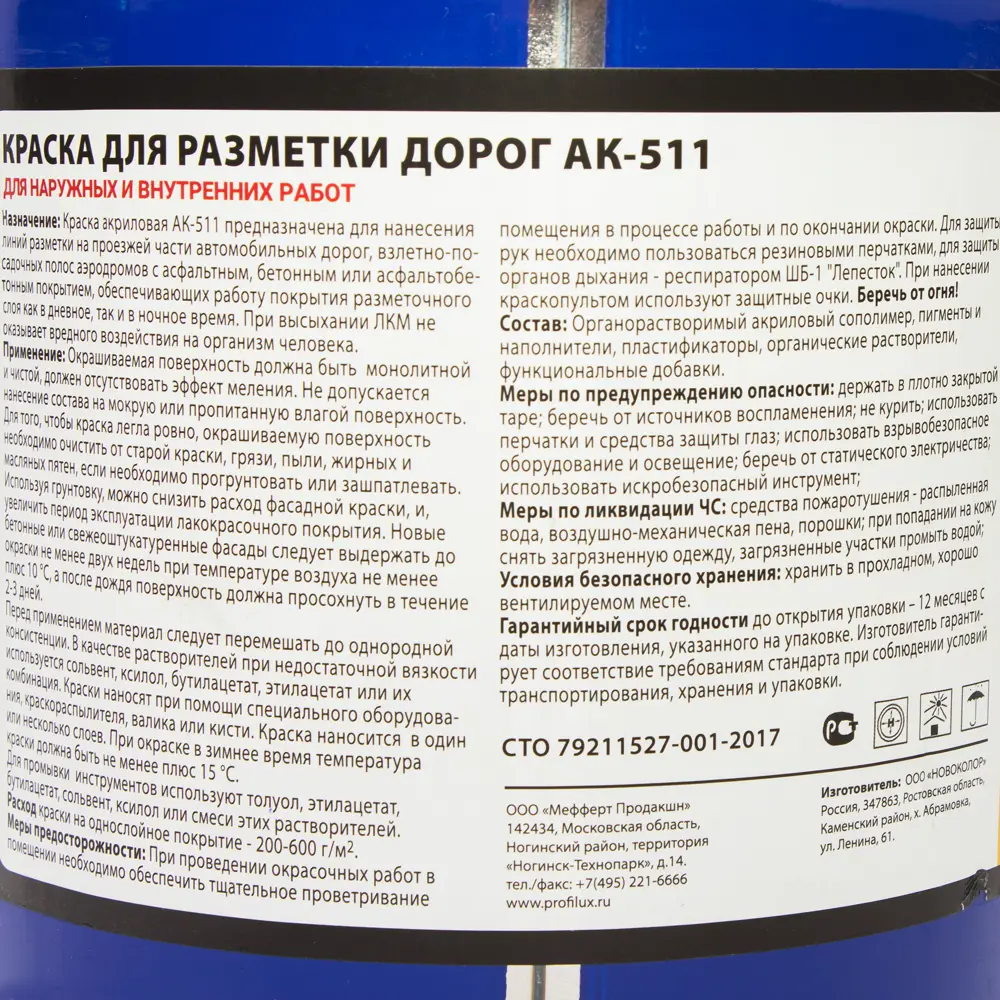 КРАСКА ДЛЯ РАЗМЕТКИ ДОРОГ АК-511
ДЛЯ НАРУЖНЫХ И ВНУТРЕННИХ РАБОТ
Назначение: Краска акриловая АК-511 предназначена для нанесения
линий разметки на проезжей части автомобильных дорог, взлетно-по-
садочных полос аэродромов с асфальтным, бетонным или асфальтобе-
тонным покрытием, обеспечивающих работу покрытия разметочного
слоя как в дневное, так и в ночное время. При высыхании ЛКМ не
оказывает вредного воздействия на организм человека.
Применение: Окрашиваемая поверхность должна быть монолитной
и чистой, должен отсутствовать эффект меления. Не допускается
нанесение состава на мокрую или пропитанную влагой поверхность.
Для того, чтобы краска легла ровно, окрашиваемую поверхность
необходимо очистить от старой краски, грязи, пыли, жирных и
масляных пятен, если необходимо прогрунтовать или зашпатлевать.
Используя грунтовку, можно снизить расход фасадной краски, и,
увеличить период эксплуатации лакокрасочного покрытия. Новые
бетонные или свежеоштукатуренные фасады следует выдержать до
окраски не менее двух недель при температуре воздуха не менее
плюс 10 °С, а после дождя поверхность должна просохнуть в течение
2-3 дней.
Перед применением материал следует перемешать до однородной
консистенции. В качестве растворителей при недостаточной вязкости
используется сольвент, ксилол, бутилацетат, этилацетат или их
комбинация. Краски наносят при помощи специального оборудова-
ния, краскораспылителя, валика или кисти. Краска наносится в один
или несколько слоев. При окраске в зимнее время температура
краски должна быть не менее плюс 15 °С.
Для промывки инструментов используют толуол, этилацетат,
бутилацетат, сольвент, ксилол или смеси этих растворителей.
Расход краски на однослойное покрытие - 200-600 г/м².
Меры предосторожности: При проведении окрасочных работ в
помещении необходимо обеспечить тщательное проветривание
помещения в процессе работы и по окончании окраски. Для защиты
рук необходимо пользоваться резиновыми перчатками, для защиты
органов дыхания - респиратором ШБ-1 "Лепесток". При нанесении
краскопультом используют защитные очки. Беречь от огня!
Состав: Органорастворимый акриловый сополимер, пигменты и
наполнители, пластификаторы, органические растворители,
функциональные добавки.
Меры по предупреждению опасности: держать в плотно закрытой
таре; беречь от источников воспламенения; не курить; использовать
перчатки и средства защиты глаз; использовать взрывобезопасное
оборудование и освещение; беречь от статического электричества;
использовать искробезопасный инструмент;
Меры по ликвидации ЧС: средства пожаротушения - распыленная
вода, воздушно-механическая пена, порошки; при попадании на кожу
снять загрязненную одежду, загрязненные участки промыть водой;
Условия безопасного хранения: хранить в прохладном, хорошо
вентилируемом месте.
Гарантийный срок годности до открытия упаковки – 12 месяцев с
даты изготовления, указанного на упаковке. Изготовитель гаранти-
рует соответствие требованиям стандарта при соблюдении условий
транспортирования, хранения и упаковки.
СТО 79211527-001-2017
ООО «Мефферт Продакшн»
142434, Московская область,
Ногинский район, территория
«Ногинск-Технопарк», д.14.
тел./факс: +7(495) 221-6666
www.profilux.ru
Изготовитель: ООО «НОВОКОЛОР»
Россия, 347863, Ростовская область,
Каменский район, х. Абрамовка,
ул. Ленина, 61.